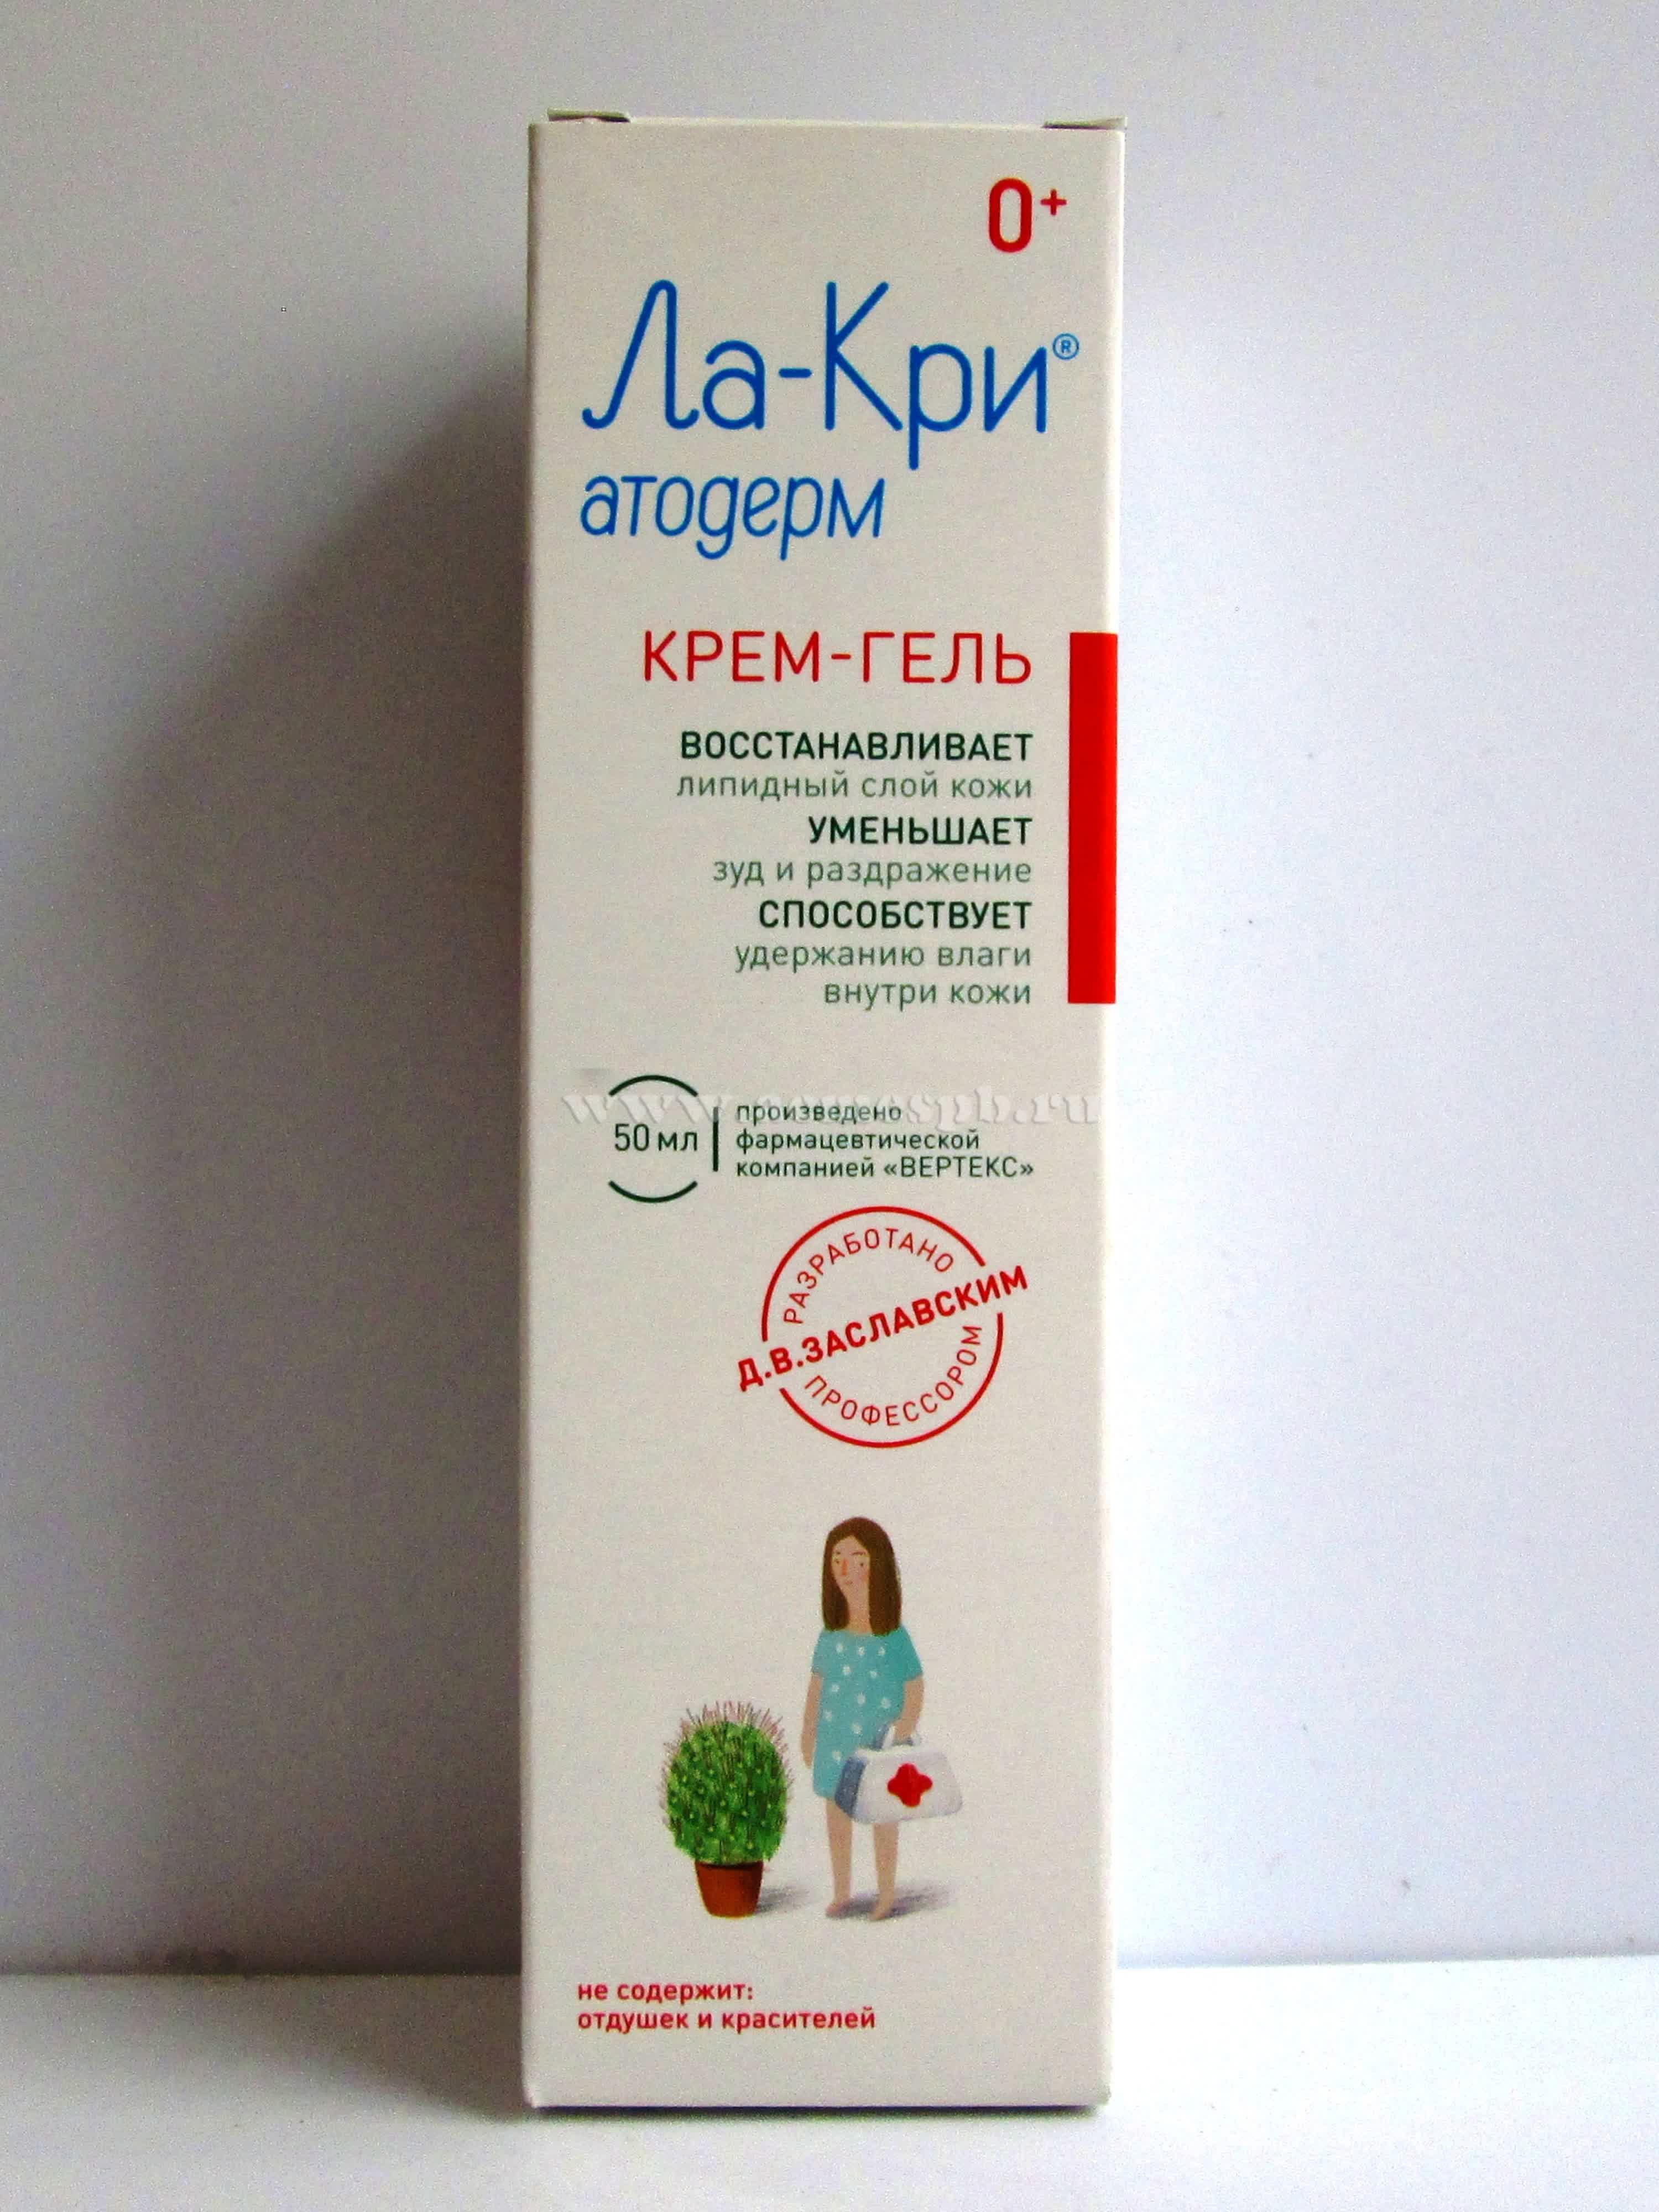 0+
Ла-Кри®
атодерм
КРЕМ-ГЕЛЬ
ВОССТАНАВЛИВАЕТ
липидный слой кожи
УМЕНЬШАЕТ
зуд и раздражение
СПОСОБСТВУЕТ
удержанию влаги
внутри кожи
50 мл
произведено
фармацевтической
компанией «ВЕРТЕКС»
РАЗРАБОТАНО
Д.В.ЗАСЛАВСКИМ
ПРОФЕССОРОМ
не содержит:
отдушек и красителей